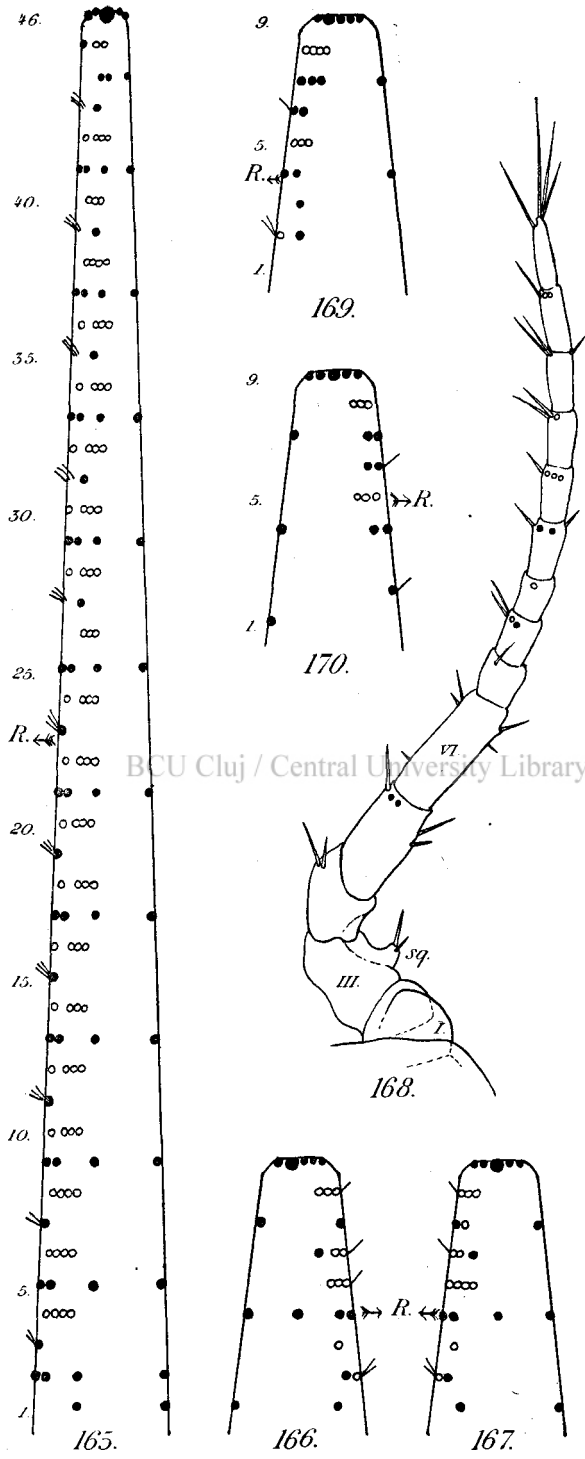 46.
40.
35.
30.
25.
R.
20.
15.
10.
5.
1.
165.
9.
5.
R.
1.
169.
9.
5.
R.
1.
170.
VI.
sq.
III.
I.
168.
BCU Cluj / Central University Library
R.
166.
167.